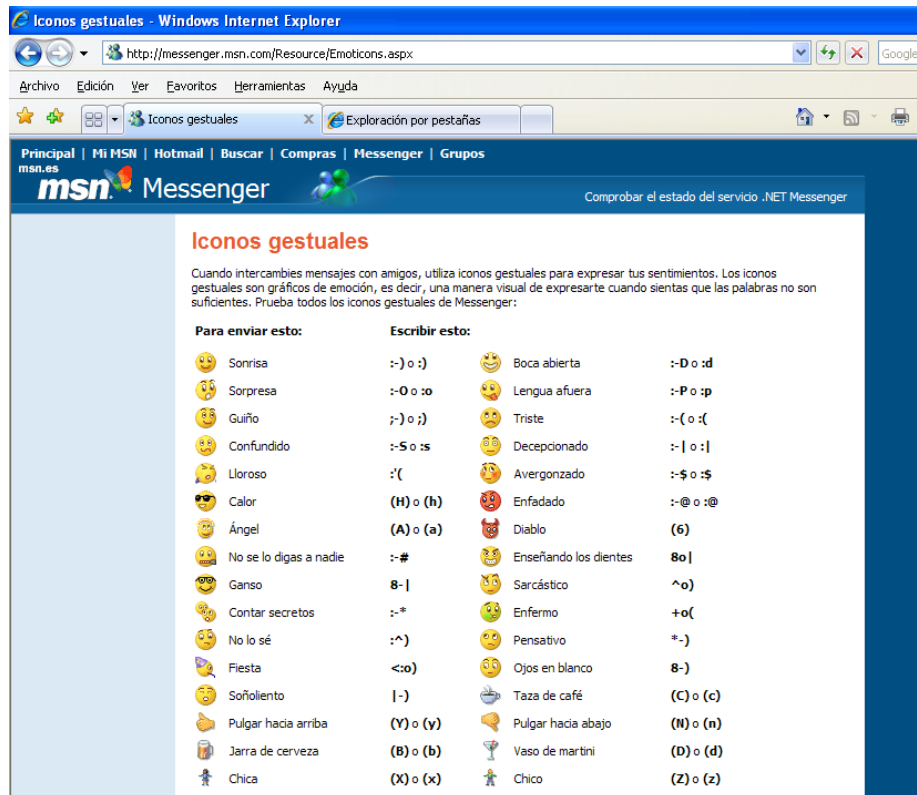 Iconos gestuales - Windows Internet Explorer
http://messenger.msn.com/Resource/Emoticons.aspx
Google
Archivo Edición Ver Favoritos Herramientas Ayuda
Iconos gestuales X Exploración por pestañas
Principal | Mi MSN | Hotmail | Buscar | Compras | Messenger | Grupos
msn.es
msn Messenger
Comprobar el estado del servicio .NET Messenger
Iconos gestuales
Cuando intercambies mensajes con amigos, utiliza iconos gestuales para expresar tus sentimientos. Los iconos
gestuales son gráficos de emoción, es decir, una manera visual de expresarte cuando sientas que las palabras no son
suficientes. Prueba todos los iconos gestuales de Messenger:
Para enviar esto: Escribir esto:
Sonrisa :-) o :) Boca abierta :-D o :d
Sorpresa :-O o :o Lengua afuera :-P o :p
Guiño ;-) o ;) Triste :-( o :(
Confundido :-S o :s Decepcionado :-| o :|
Lloroso :'( Avergonzado :-$ o :$
Calor (H) o (h) Enfadado :-@ o :@
Ángel (A) o (a) Diablo (6)
No se lo digas a nadie :-# Enseñando los dientes 8o|
Ganso 8-| Sarcástico ^o)
Contar secretos :-* Enfermo +o(
No lo sé :^) Pensativo *-)
Fiesta <:o) Ojos en blanco 8-)
Soñoliento |-) Taza de café (C) o (c)
Pulgar hacia arriba (Y) o (y) Pulgar hacia abajo (N) o (n)
Jarra de cerveza (B) o (b) Vaso de martini (D) o (d)
Chica (X) o (x) Chico (Z) o (z)